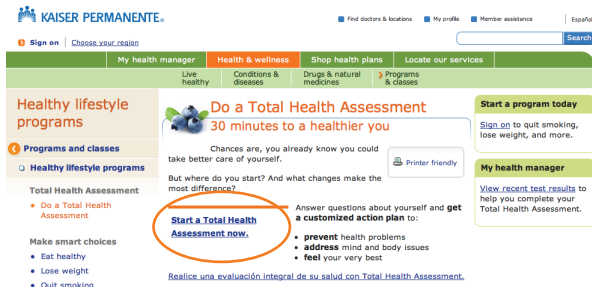 KAISER PERMANENTE®
Find doctors & locations
My profile
Member assistance
Español
Sign on
Choose your region
Search
My health manager
Health & wellness
Shop health plans
Locate our services
Live healthy
Conditions & diseases
Drugs & natural medicines
Programs & classes
Healthy lifestyle
programs
Programs and classes
Healthy lifestyle programs
Total Health Assessment
Do a Total Health
Assessment
Make smart choices
Eat healthy
Lose weight
Quit smoking
Do a Total Health Assessment
30 minutes to a healthier you
Chances are, you already know you could
take better care of yourself.
But where do you start? And what changes make the
most difference?
Printer friendly
Start a Total Health
Assessment now.
Answer questions about yourself and get
a customized action plan to:
prevent health problems
address mind and body issues
feel your very best
Realice una evaluación integral de su salud con Total Health Assessment.
Start a program today
Sign on to quit smoking,
lose weight, and more.
My health manager
View recent test results to
help you complete your
Total Health Assessment.